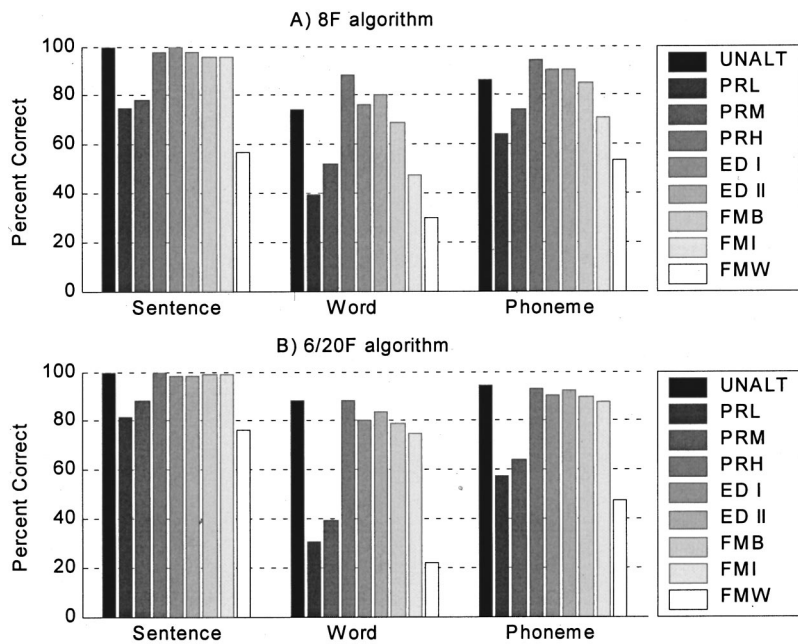 A) 8F algorithm
Percent Correct
100
80
60
40
20
0
Sentence
Word
Phoneme
UNALT
PRL
PRM
PRH
ED I
ED II
FMB
FMI
FMW
B) 6/20F algorithm
Percent Correct
100
80
60
40
20
0
Sentence
Word
Phoneme
UNALT
PRL
PRM
PRH
ED I
ED II
FMB
FMI
FMW